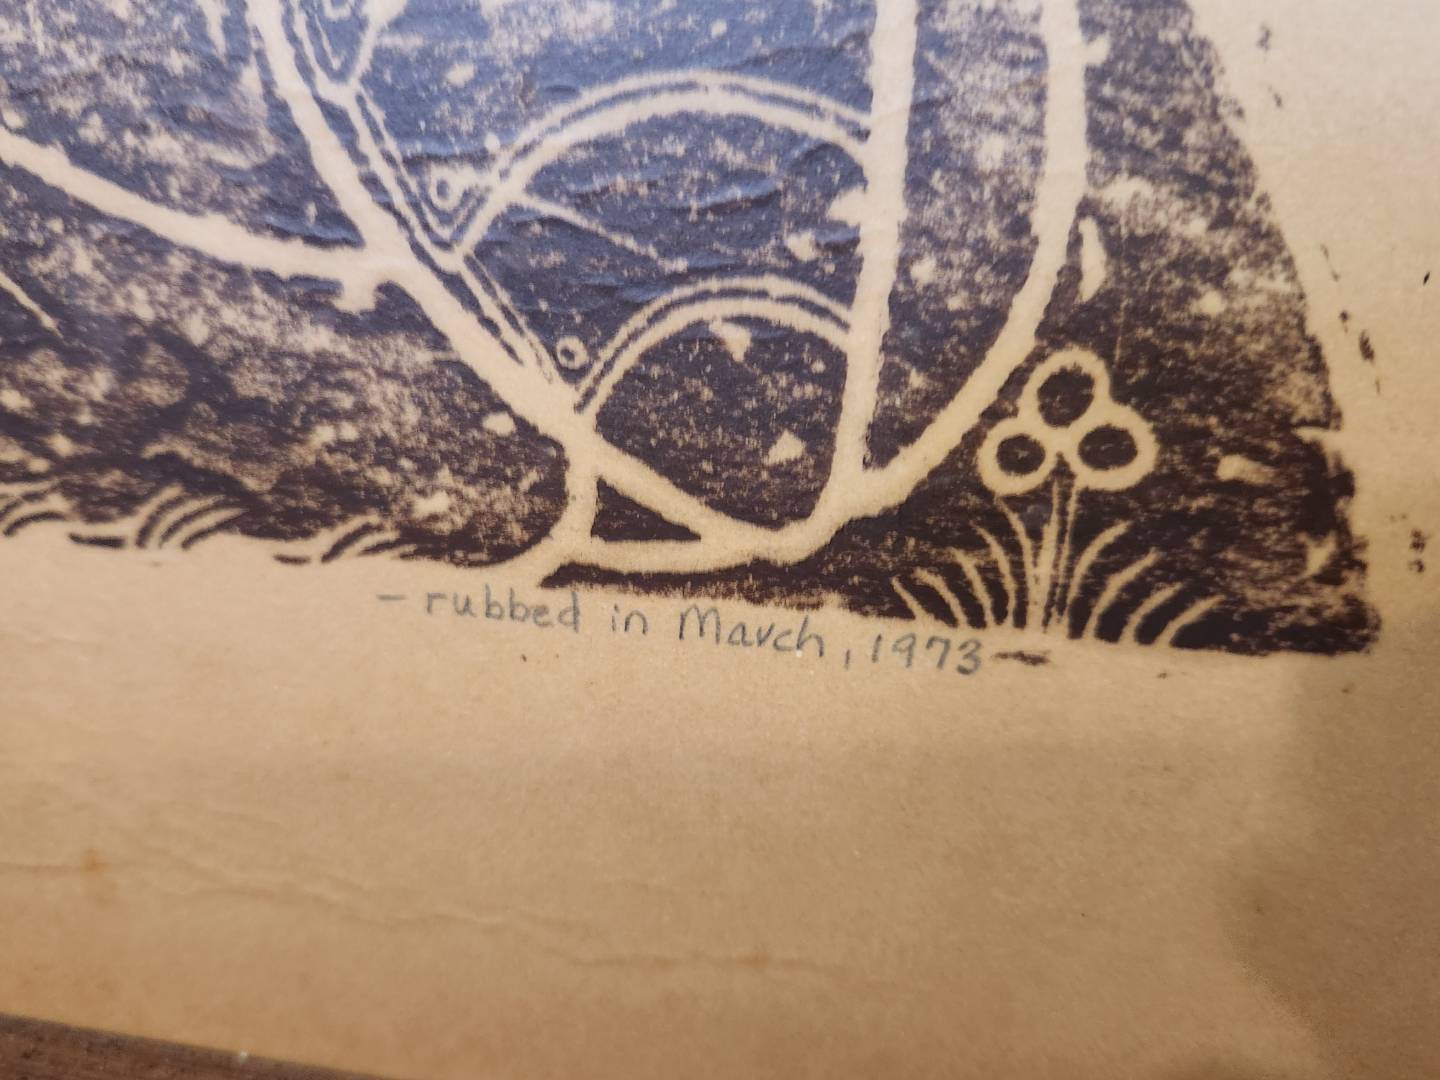 - rubbed in March, 1973 -